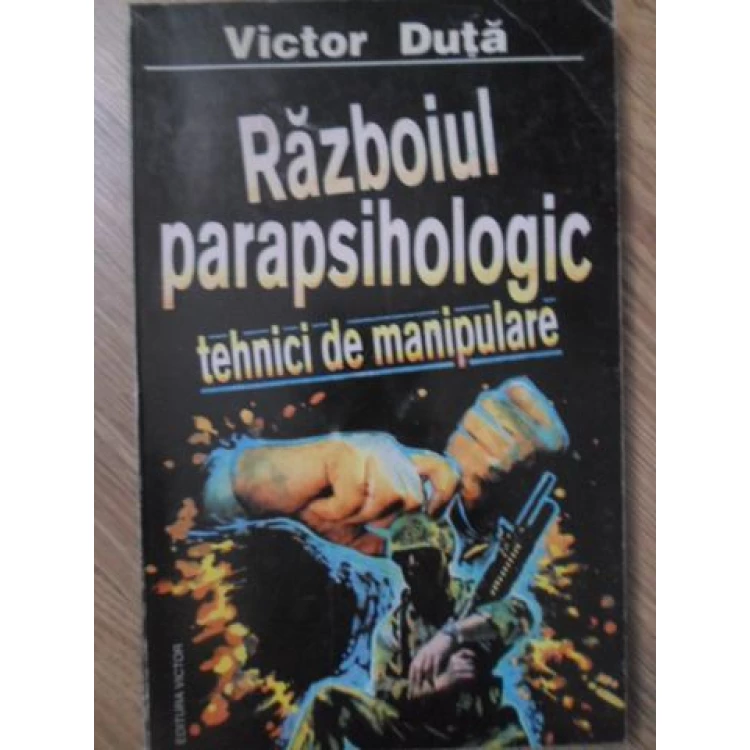 Victor Duță
Războiul
parapsihologic
tehnici de manipulare
EDITURA VICTOR